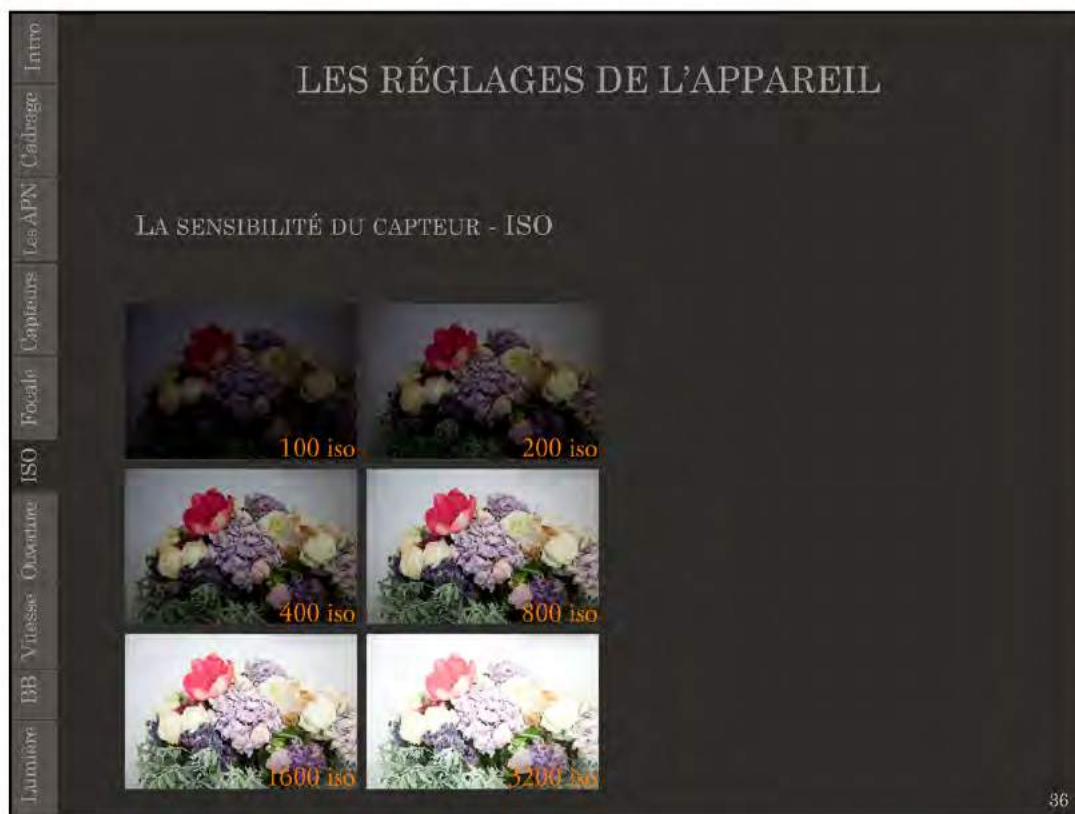 LES RÉGLAGES DE L'APPAREIL
LA SENSIBILITÉ DU CAPTEUR - ISO
100 iso
200 iso
400 iso
800 iso
1600 iso
3200 iso
Intro
Cadrage
Les APN
Capteurs
Focale
ISO
Ouverture
Vitesse
BB
Lumière
36